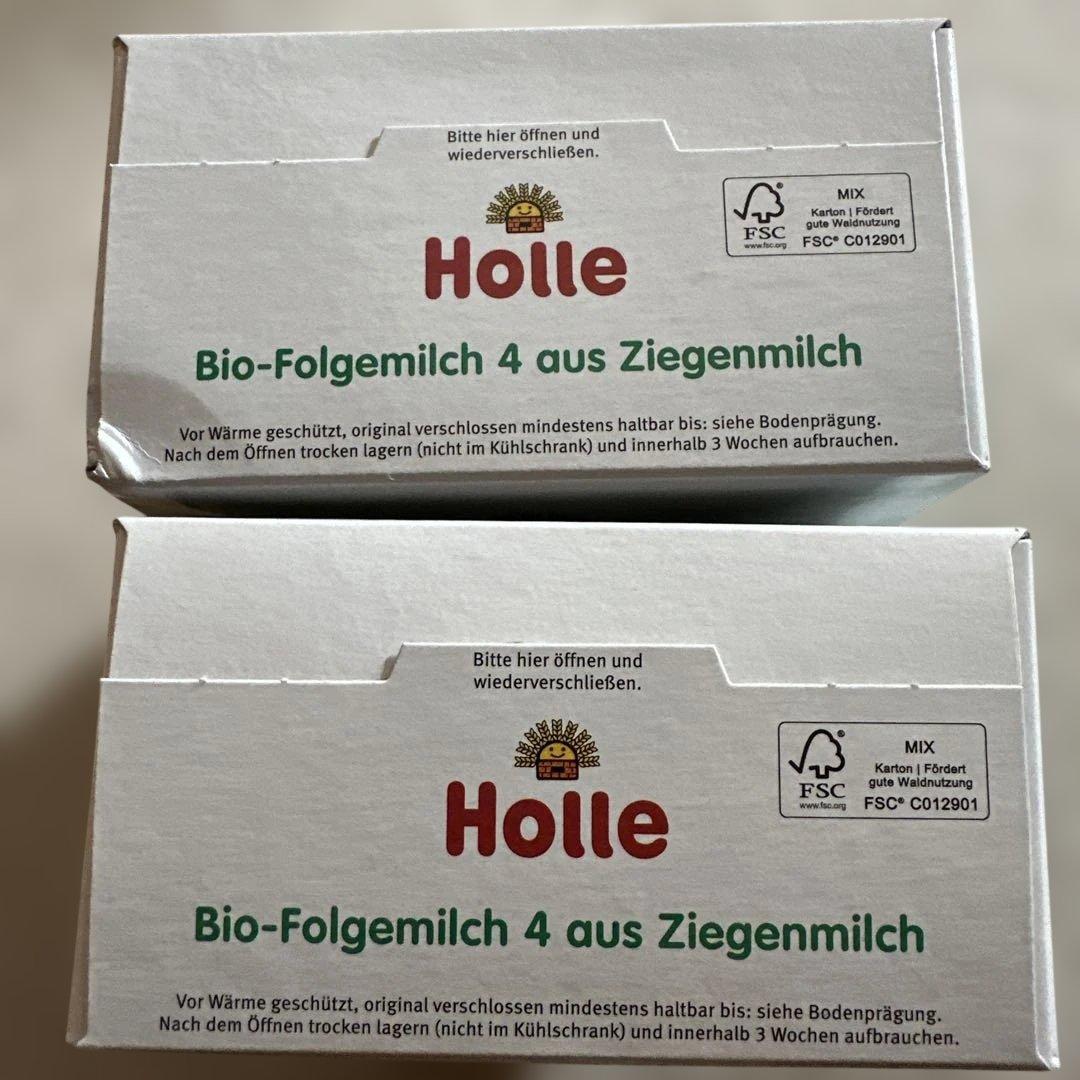 Bitte hier öffnen und
wiederverschließen.
Holle
FSC®
www.fsc.org
MIX
Karton | Fördert
gute Waldnutzung
FSC® C012901
Bio-Folgemilch 4 aus Ziegenmilch
Vor Wärme geschützt, original verschlossen mindestens haltbar bis: siehe Bodenprägung.
Nach dem Öffnen trocken lagern (nicht im Kühlschrank) und innerhalb 3 Wochen aufbrauchen.
Bitte hier öffnen und
wiederverschließen.
Holle
FSC®
www.fsc.org
MIX
Karton | Fördert
gute Waldnutzung
FSC® C012901
Bio-Folgemilch 4 aus Ziegenmilch
Vor Wärme geschützt, original verschlossen mindestens haltbar bis: siehe Bodenprägung.
Nach dem Öffnen trocken lagern (nicht im Kühlschrank) und innerhalb 3 Wochen aufbrauchen.